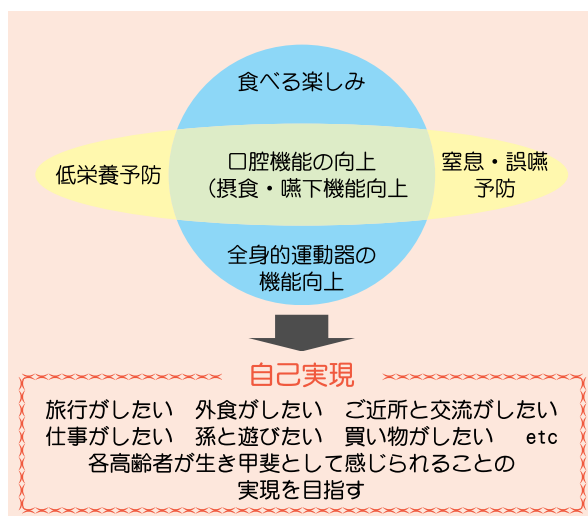 食べる楽しみ
低栄養予防
口腔機能の向上
（摂食・嚥下機能向上
窒息・誤嚥
予防
全身的運動器の
機能向上
自己実現
旅行がしたい　外食がしたい　ご近所と交流がしたい
仕事がしたい　孫と遊びたい　買い物がしたい　etc
各高齢者が生き甲斐として感じられることの
実現を目指す